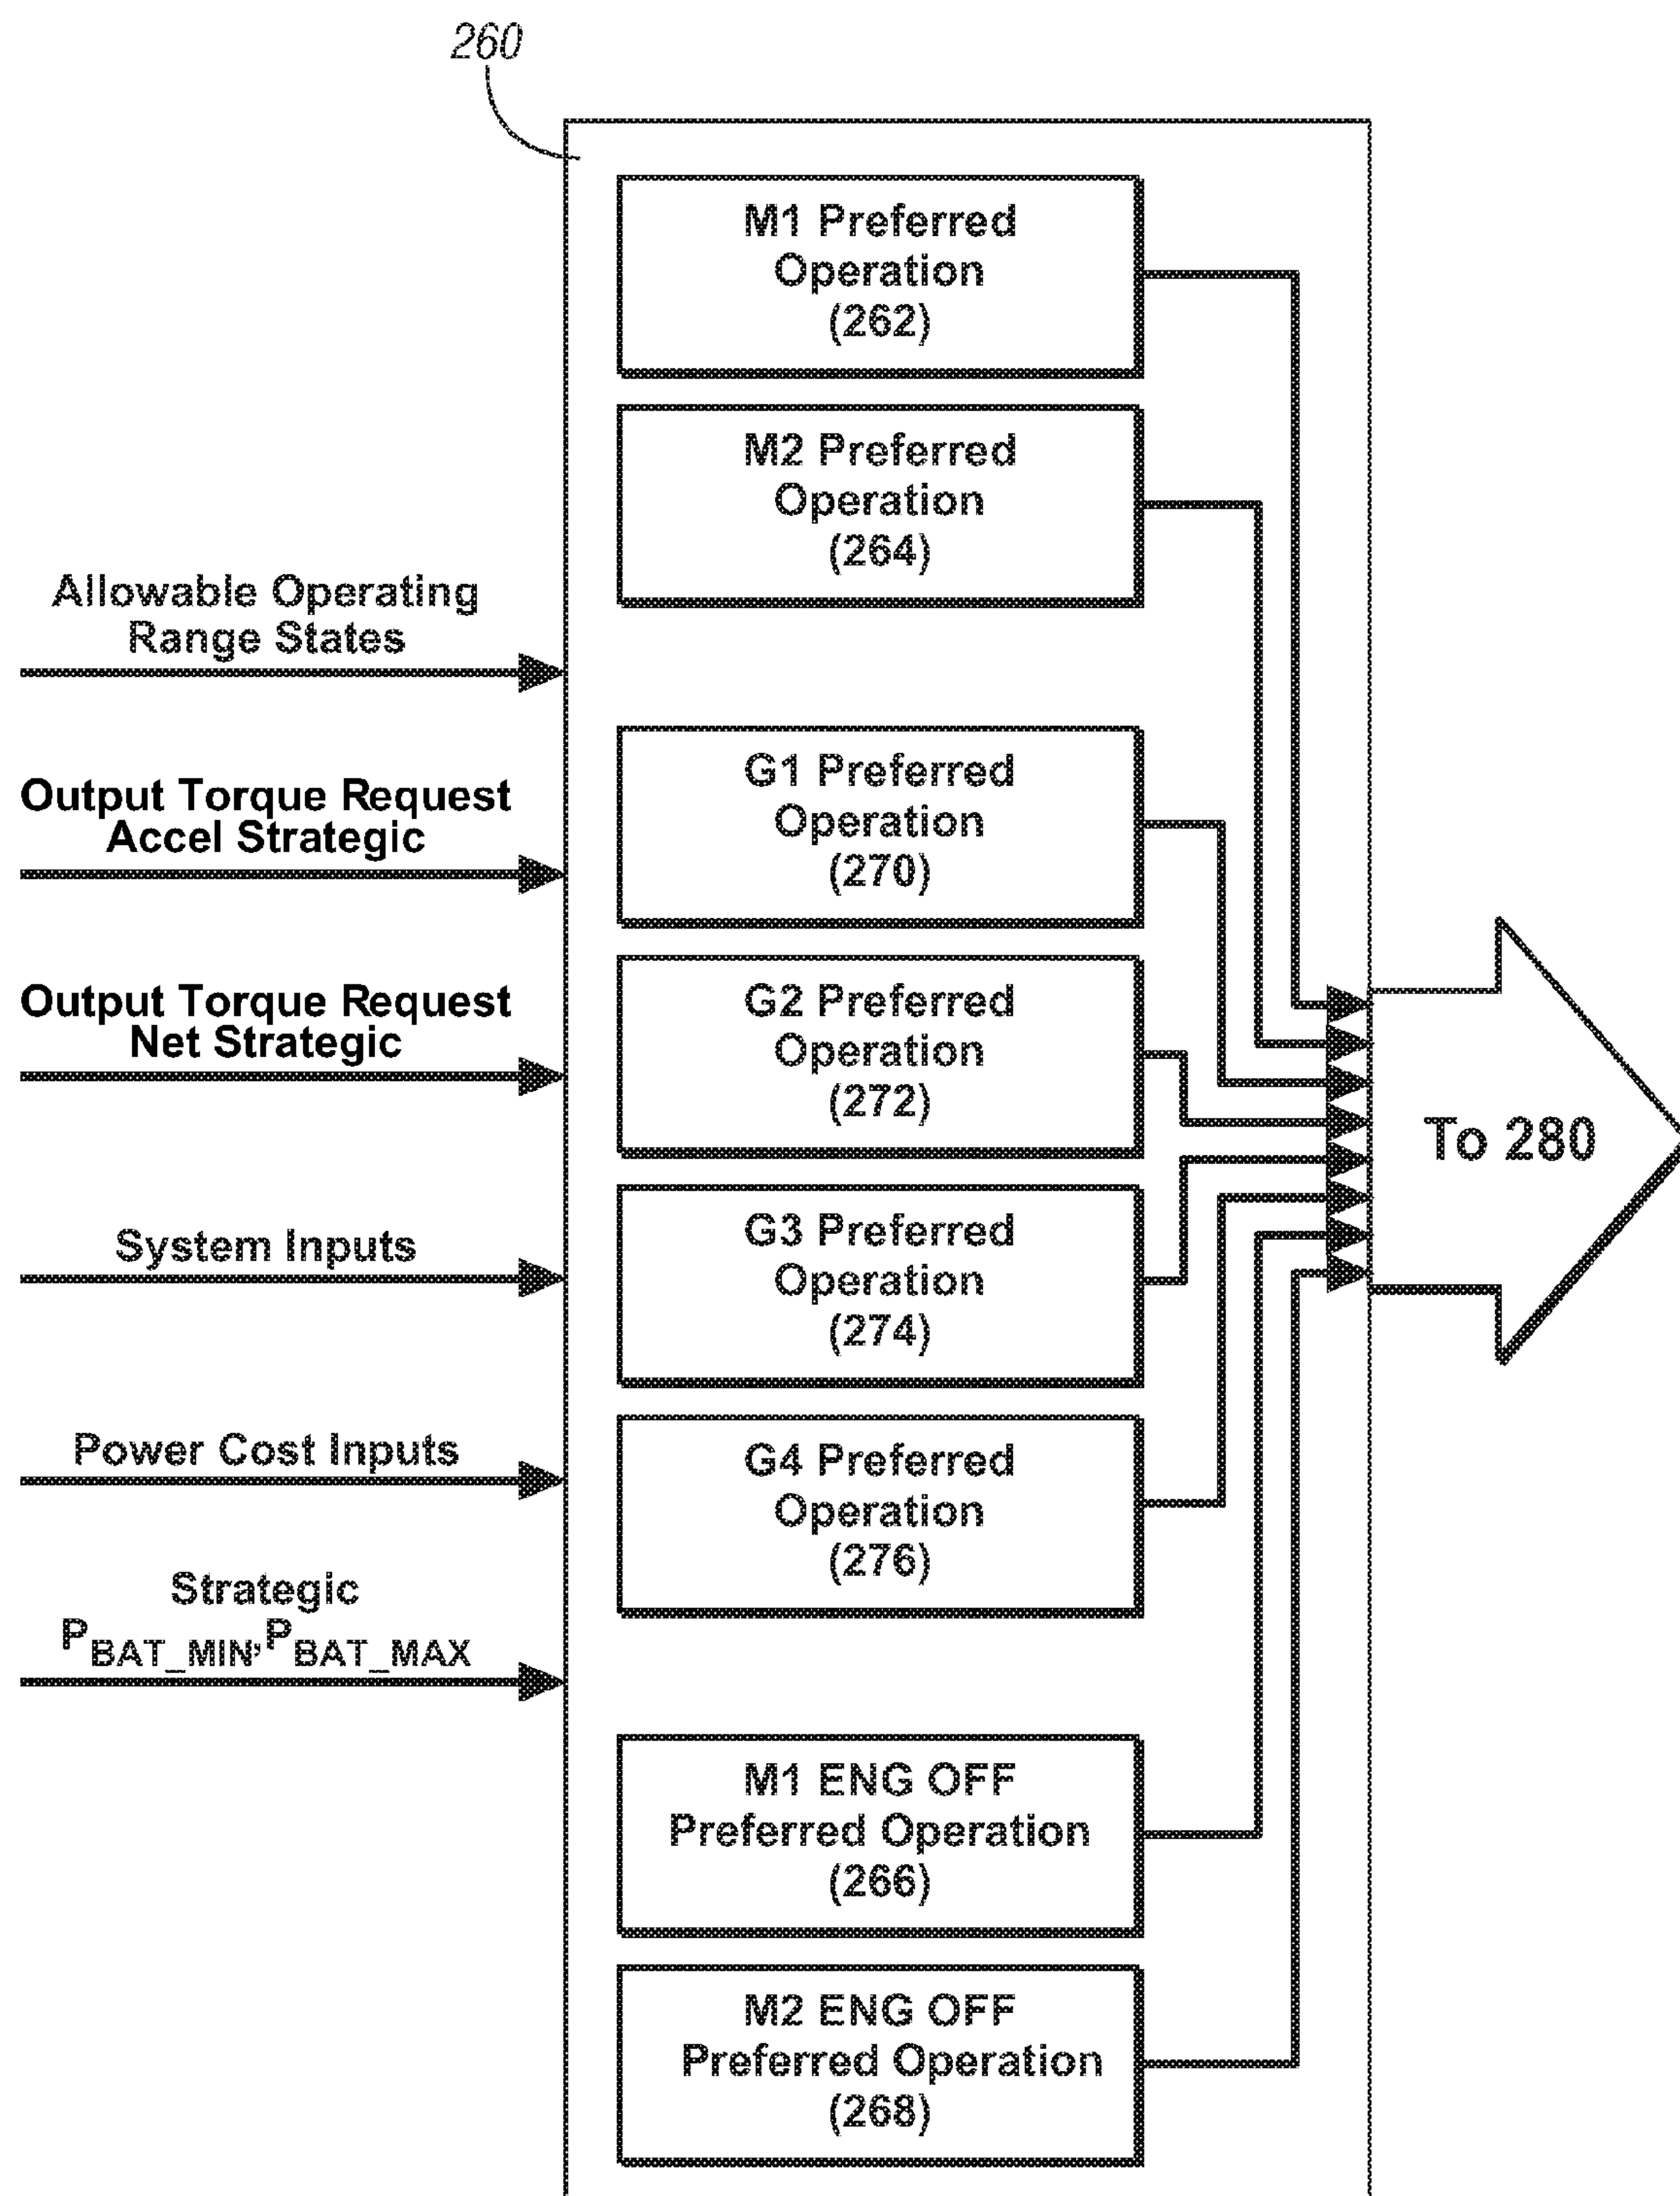 260
M1 Preferred
Operation
(262)
M2 Preferred
Operation
(264)
Allowable Operating
Range States
G1 Preferred
Operation
(270)
Output Torque Request
Accel Strategic
G2 Preferred
Operation
(272)
Output Torque Request
Net Strategic
To 280
G3 Preferred
Operation
(274)
System Inputs
G4 Preferred
Operation
(276)
Power Cost Inputs
Strategic
PBAT_MIN,PBAT_MAX
M1 ENG OFF
Preferred Operation
(266)
M2 ENG OFF
Preferred Operation
(268)